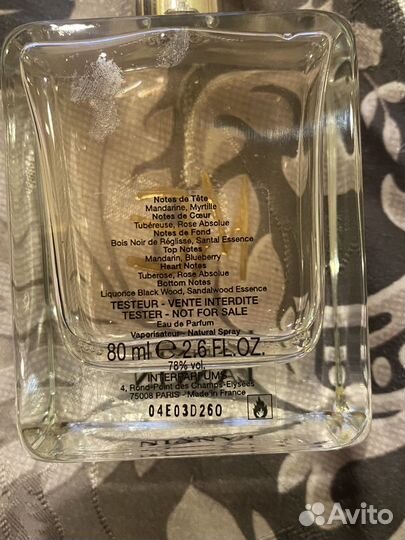 Notes de Tête
Mandarine, Myrtille
Notes de Cœur
Tubéreuse, Rose Absolue
Notes de Fond
Bois Noir de Réglisse, Santal Essence
Top Notes
Mandarin, Blueberry
Heart Notes
Tuberose, Rose Absolue
Bottom Notes
Liquorice Black Wood, Sandalwood Essence
TESTEUR - VENTE INTERDITE
TESTER - NOT FOR SALE
Eau de Parfum
Vaporisateur - Natural Spray
80 ml ℮ 2.6 FL.OZ.
78% vol.
INTERPARFUMS
4, Rond-Point des Champs-Elysées
75008 PARIS - Made in France
04E03D260
Avito